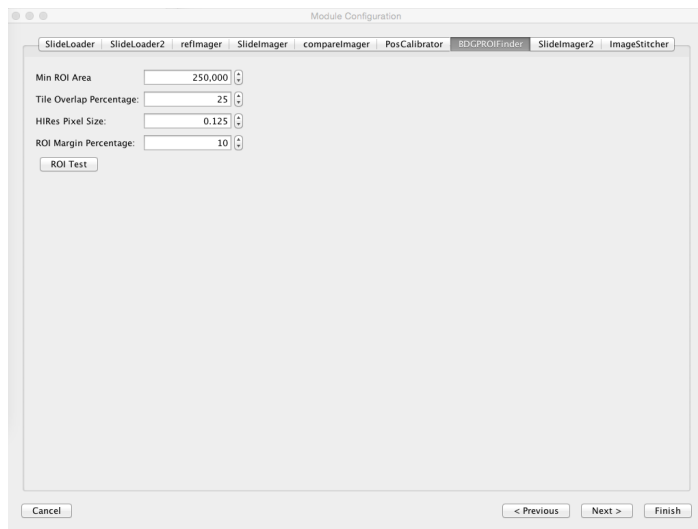 Module Configuration
SlideLoader SlideLoader2 refImager SlideImager compareImager PosCalibrator BDGPROIFinder SlideImager2 ImageStitcher
Min ROI Area 250,000
Tile Overlap Percentage: 25
HIRes Pixel Size: 0.125
ROI Margin Percentage: 10
ROI Test
Cancel < Previous Next > Finish